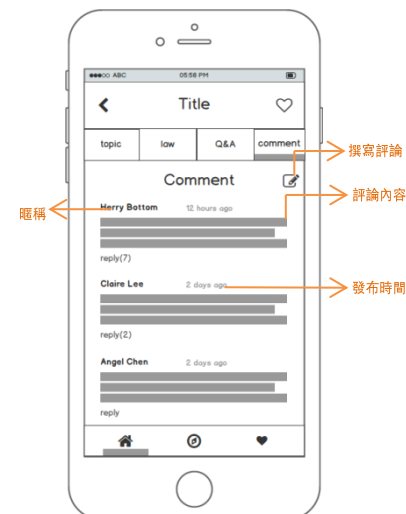 ABC 05:58 PM
Title
topic law Q&A comment
撰寫評論
Comment
評論內容
暱稱
Herry Bottom 12 hours ago
reply(7)
Claire Lee 2 days ago
發布時間
reply(2)
Angel Chen 2 days ago
reply